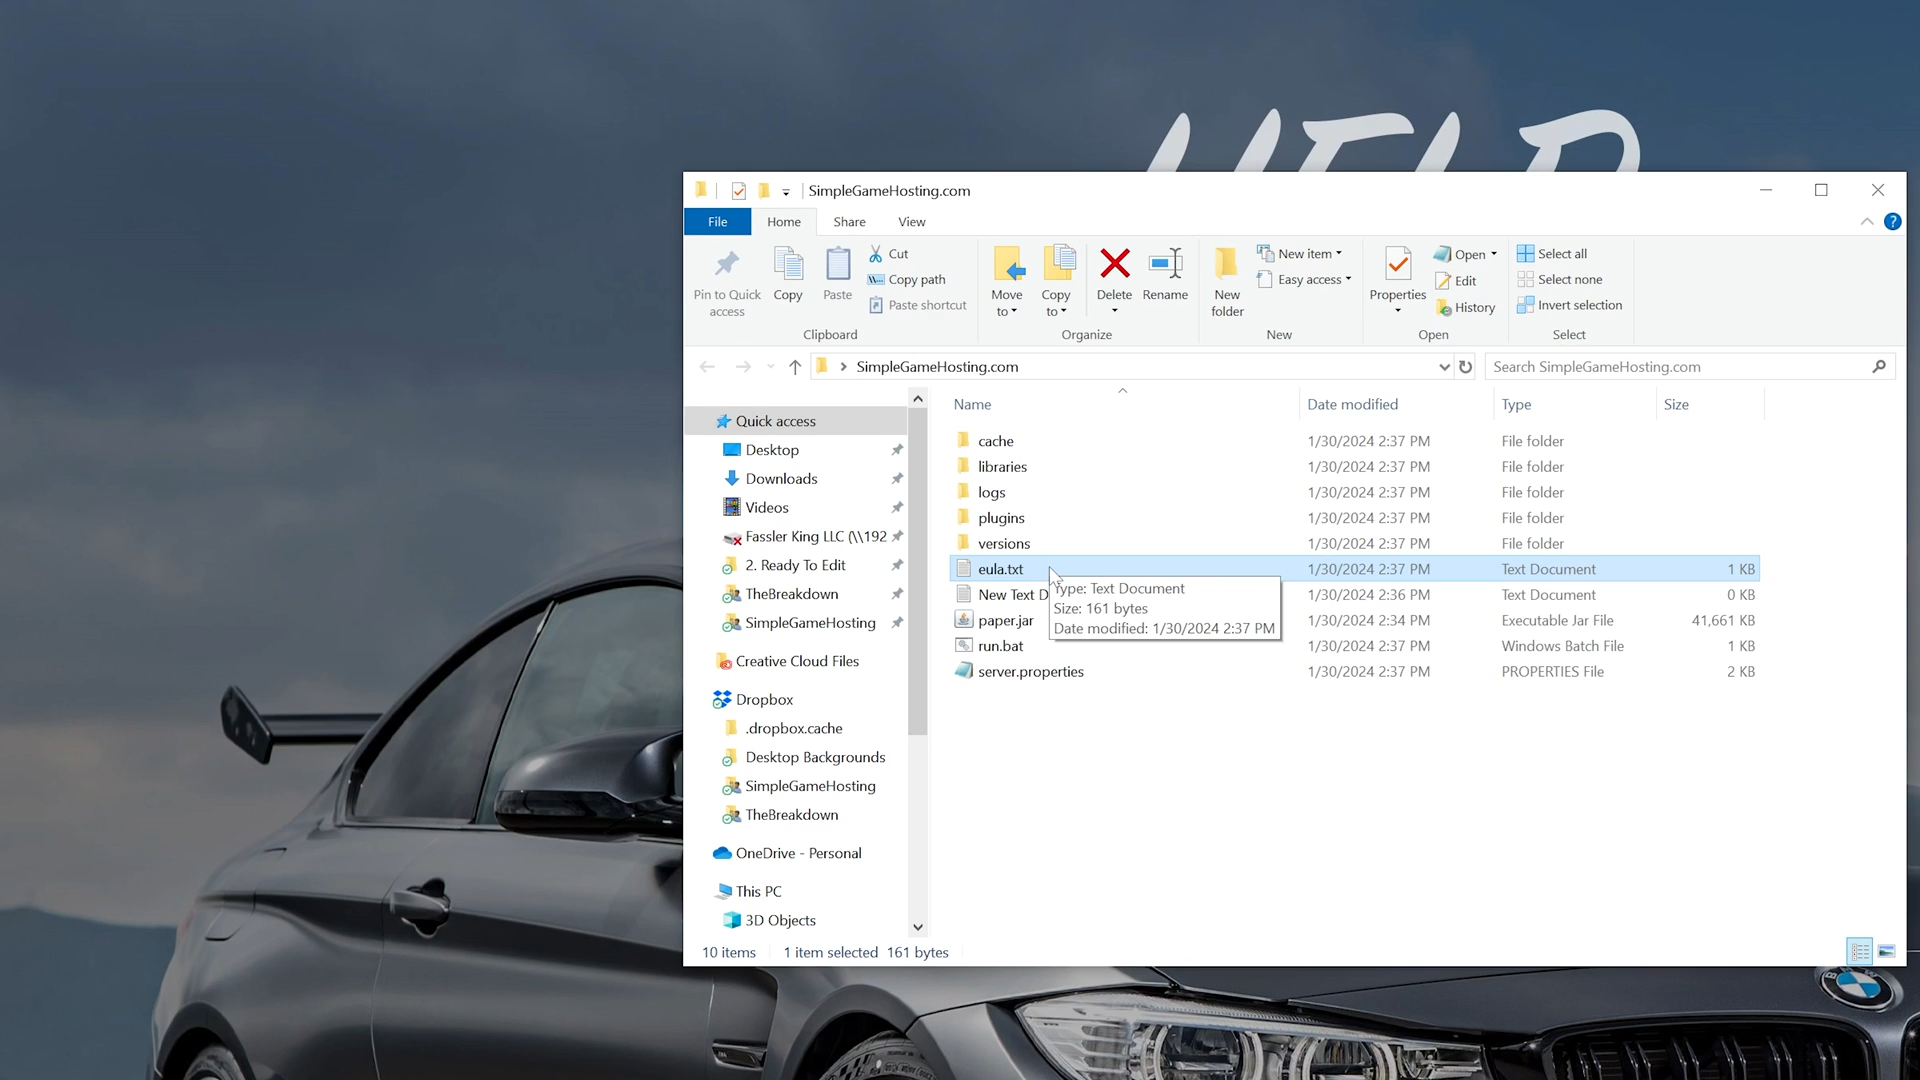 HELP
SimpleGameHosting.com
File Home Share View
Pin to Quick access
Copy
Paste
Cut
Copy path
Paste shortcut
Clipboard
Move to
Copy to
Delete
Rename
Organize
New folder
New item
Easy access
New
Properties
Open
Edit
History
Open
Select all
Select none
Invert selection
Select
SimpleGameHosting.com
Search SimpleGameHosting.com
Quick access
Desktop
Downloads
Videos
Fassler King LLC (\\192
2. Ready To Edit
TheBreakdown
SimpleGameHosting
Creative Cloud Files
Dropbox
.dropbox.cache
Desktop Backgrounds
SimpleGameHosting
TheBreakdown
OneDrive - Personal
This PC
3D Objects
Name Date modified Type Size
cache 1/30/2024 2:37 PM File folder
libraries 1/30/2024 2:37 PM File folder
logs 1/30/2024 2:37 PM File folder
plugins 1/30/2024 2:37 PM File folder
versions 1/30/2024 2:37 PM File folder
eula.txt 1/30/2024 2:37 PM Text Document 1 KB
New Text D 1/30/2024 2:36 PM Text Document 0 KB
paper.jar 1/30/2024 2:34 PM Executable Jar File 41,661 KB
run.bat 1/30/2024 2:37 PM Windows Batch File 1 KB
server.properties 1/30/2024 2:37 PM PROPERTIES File 2 KB
Type: Text Document
Size: 161 bytes
Date modified: 1/30/2024 2:37 PM
10 items 1 item selected 161 bytes
BMW